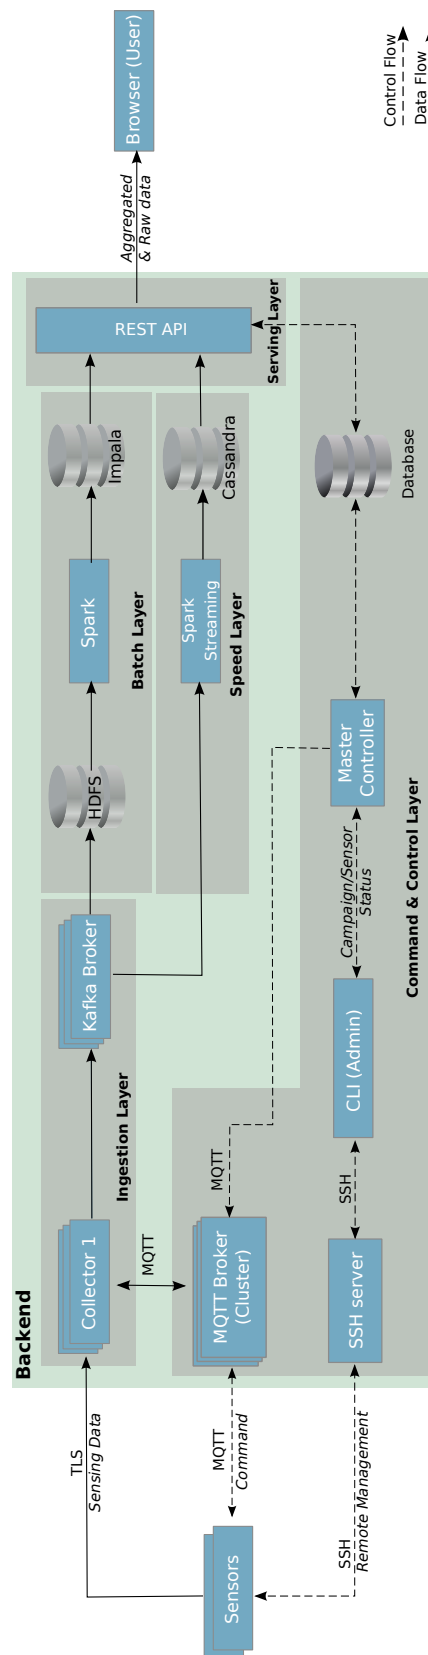 Backend
Sensors
TLS
Sensing Data
MQTT
Command
SSH
Remote Management
Collector 1
MQTT
MQTT Broker
(Cluster)
SSH server
Ingestion Layer
MQTT
SSH
Kafka Broker
CLI (Admin)
Campaign/Sensor
Status
Command & Control Layer
HDFS
Master
Controller
Spark
Batch Layer
Spark
Streaming
Speed Layer
Impala
Cassandra
Database
REST API
Serving Layer
Aggregated
& Raw data
Browser (User)
Control Flow
Data Flow